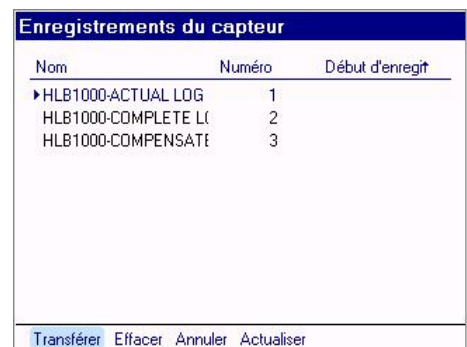 Enregistrements du capteur
Nom Numéro Début d'enregit
HLB1000-ACTUAL LOG 1
HLB1000-COMPLETE L( 2
HLB1000-COMPENSATE 3
Transférer Effacer Annuler Actualiser